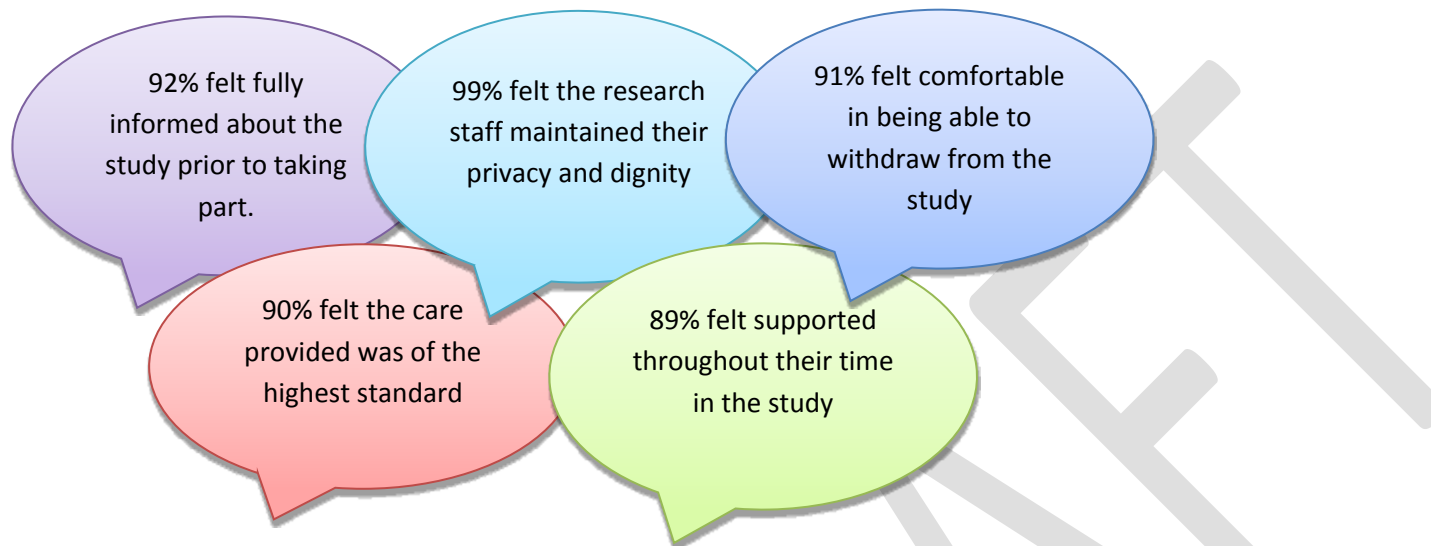 92% felt fully
informed about the
study prior to taking
part.
99% felt the research
staff maintained their
privacy and dignity
91% felt comfortable
in being able to
withdraw from the
study
90% felt the care
provided was of the
highest standard
89% felt supported
throughout their time
in the study